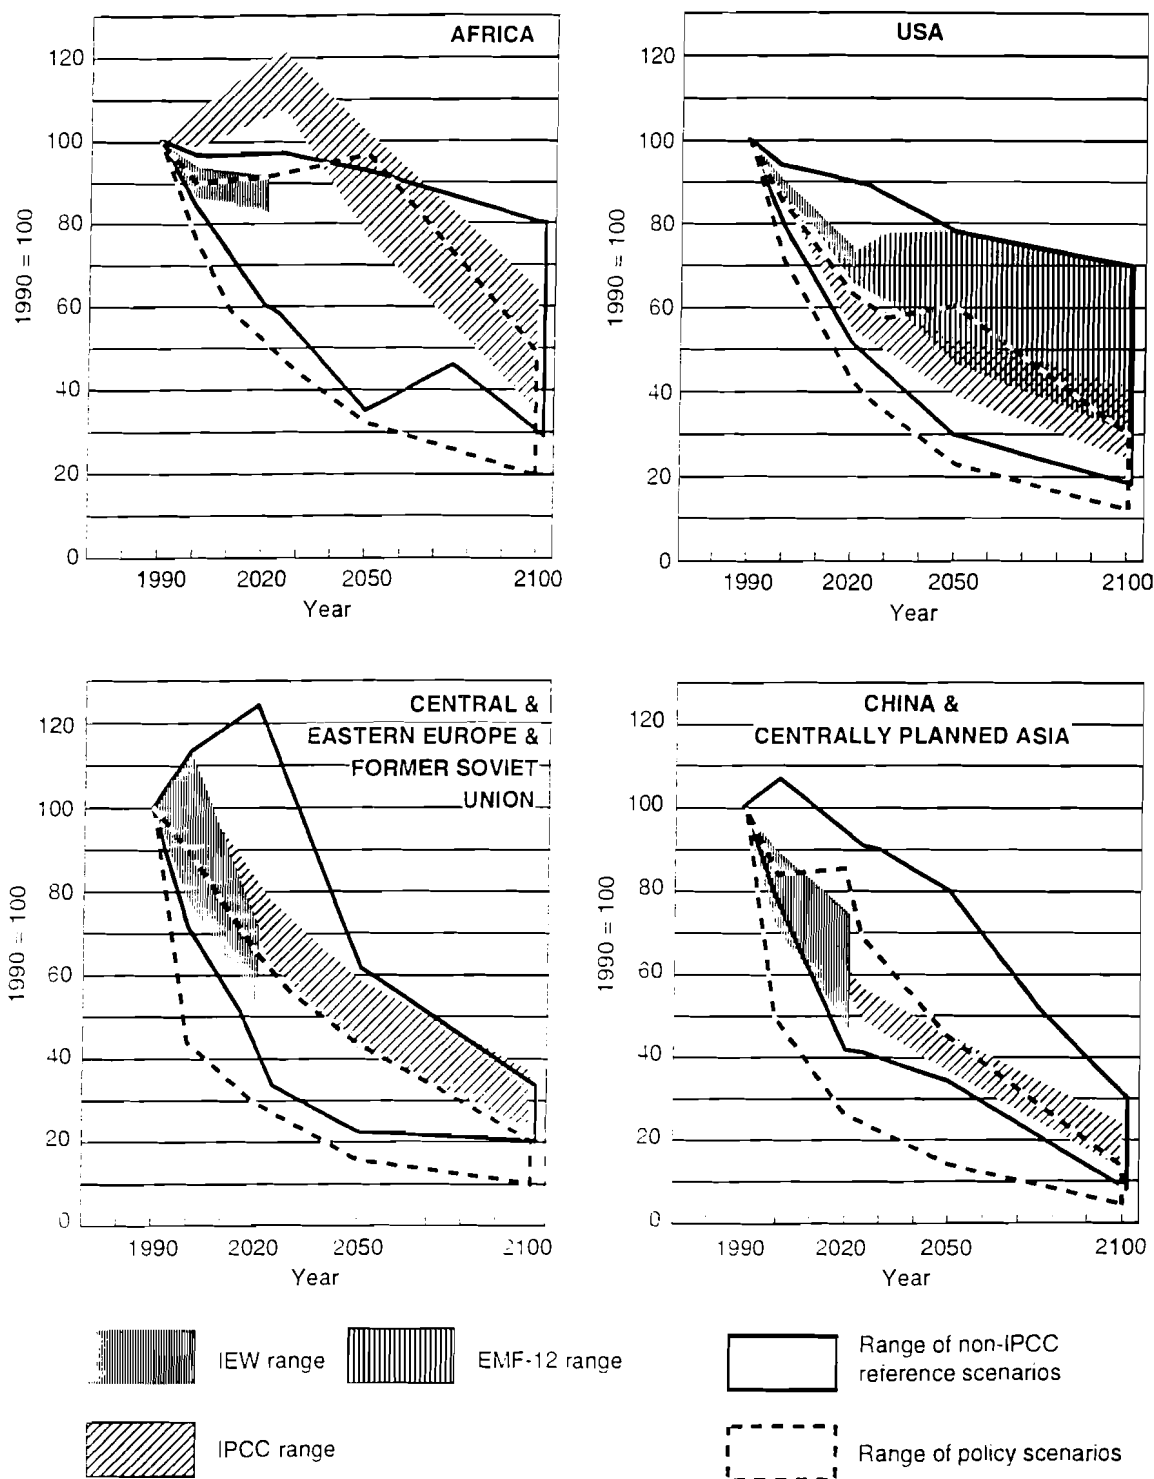 AFRICA
120
100
80
60
40
20
0
1990 = 100
1990 2020 2050 2100
Year
USA
120
100
80
60
40
20
0
1990 = 100
1990 2020 2050 2100
Year
CENTRAL &
EASTERN EUROPE &
FORMER SOVIET
UNION
120
100
80
60
40
20
0
1990 = 100
1990 2020 2050 2100
Year
CHINA &
CENTRALLY PLANNED ASIA
120
100
80
60
40
20
0
1990 = 100
1990 2020 2050 2100
Year
IEW range
EMF-12 range
IPCC range
Range of non-IPCC
reference scenarios
Range of policy scenarios